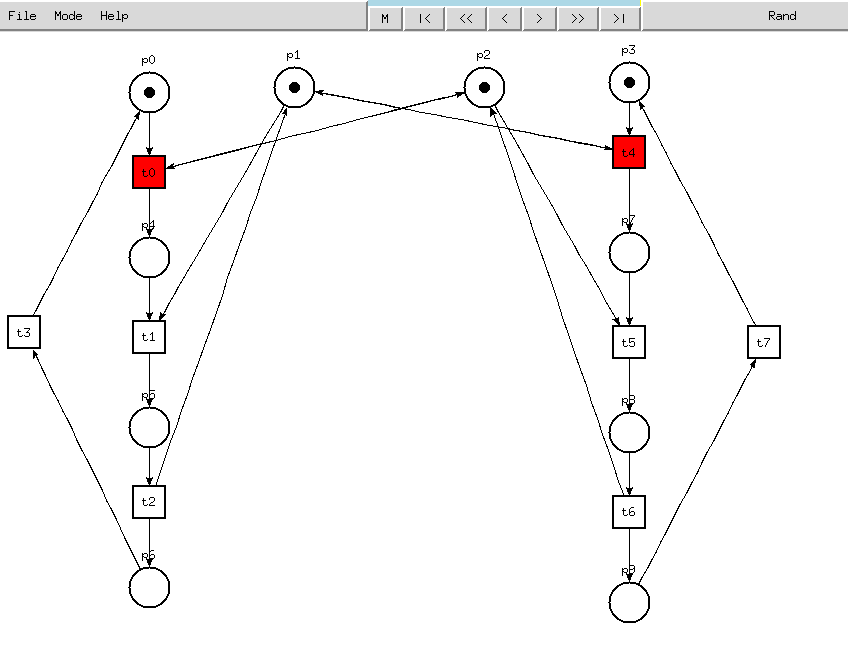 File Mode Help M |< << < > >> >| Rand
p0 p1 p2 p3
t0 t4
p4 p7
t3 t1 t5 t7
p5 p8
t2 t6
p6 p9